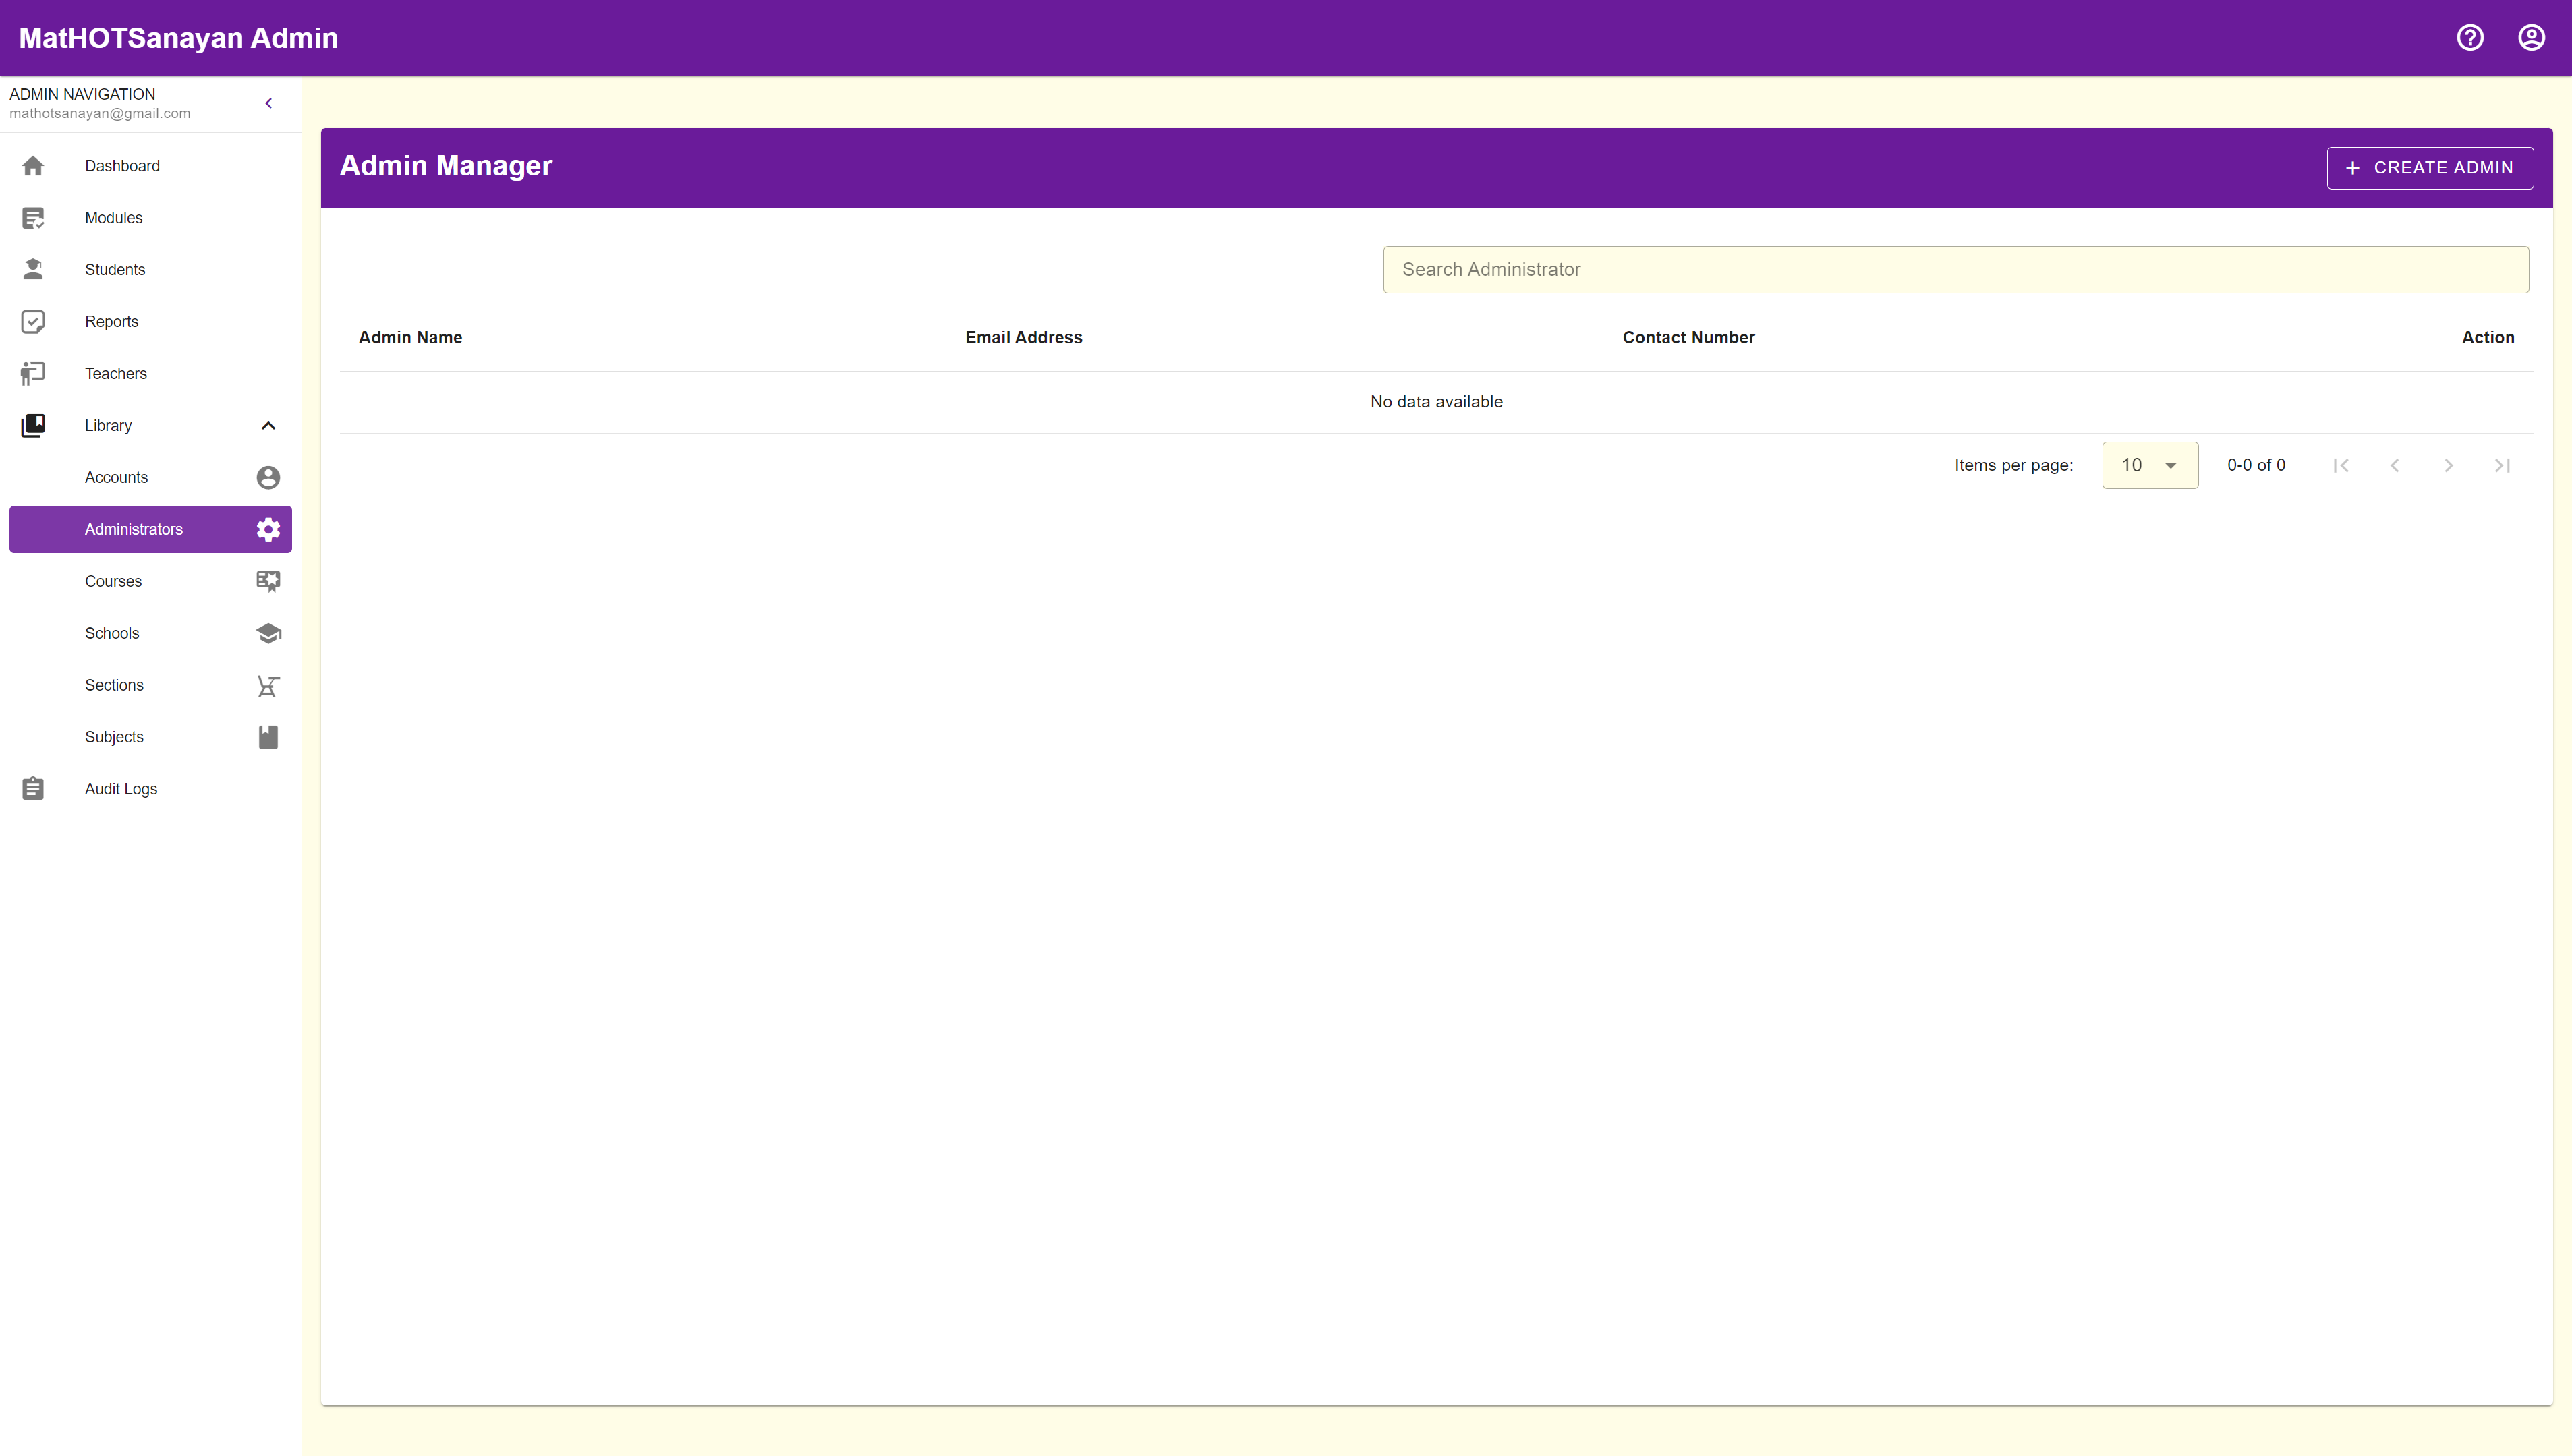 MatHOTSanayan Admin
ADMIN NAVIGATION
mathotsanayan@gmail.com
Dashboard
Modules
Students
Reports
Teachers
Library
Accounts
Administrators
Courses
Schools
Sections
Subjects
Audit Logs
Admin Manager
+ CREATE ADMIN
Search Administrator
Admin Name Email Address Contact Number Action
No data available
Items per page: 10 0-0 of 0